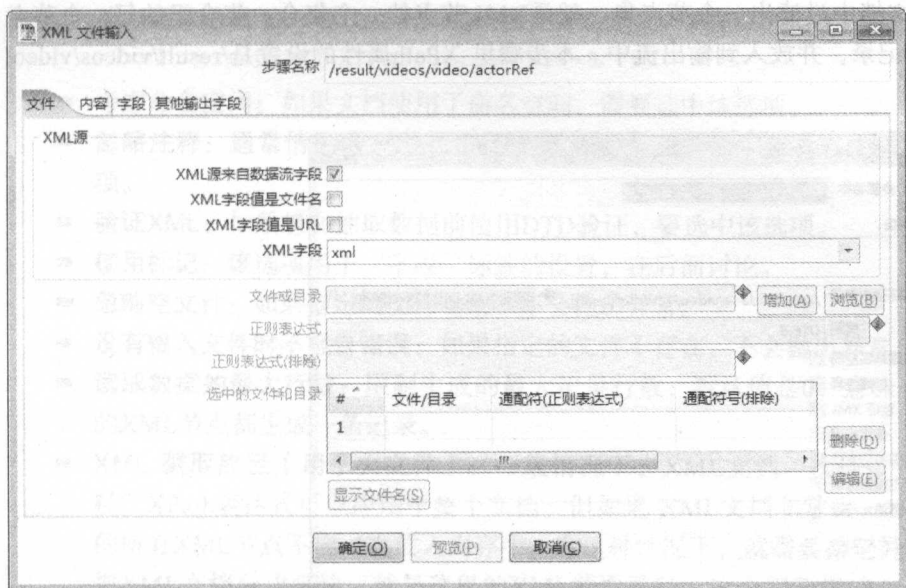 XML 文件输入
步骤名称 /result/videos/video/actorRef
文件 内容 字段 其他输出字段
XML源
XML源来自数据流字段
XML字段值是文件名
XML字段值是URL
XML字段 xml
文件或目录 增加(A) 浏览(B)
正则表达式
正则表达式(排除)
选中的文件和目录 # 文件/目录 通配符(正则表达式) 通配符号(排除)
1
删除(D)
编辑(E)
显示文件名(S)
确定(O) 预览(P) 取消(C)